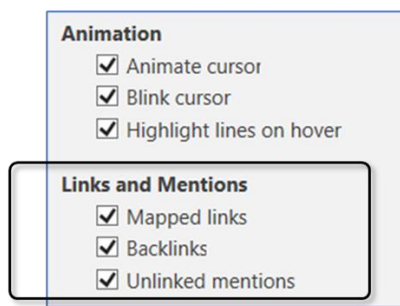 Animation
Animate cursor
Blink cursor
Highlight lines on hover
Links and Mentions
Mapped links
Backlinks
Unlinked mentions